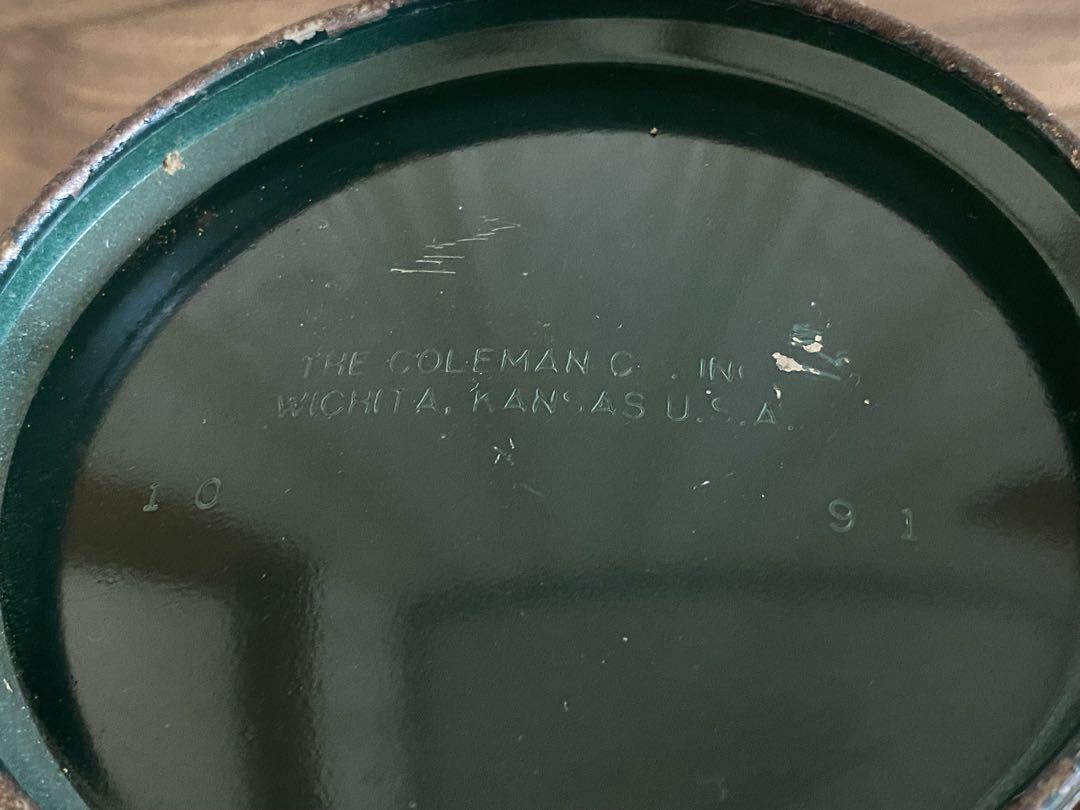 THE COLEMAN C . INC
WICHITA, KANSAS U.S.A.
10 91